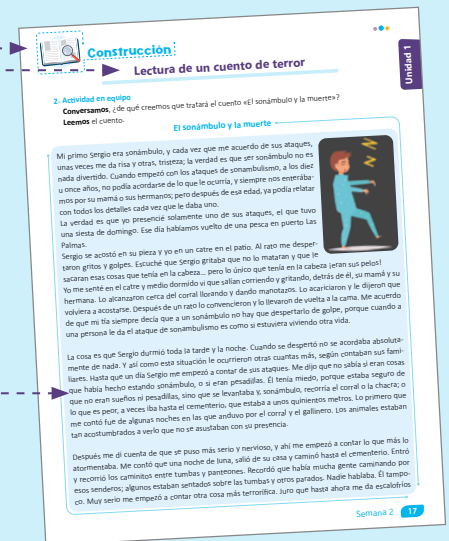 Construcción
Lectura de un cuento de terror
Unidad 1
2- Actividad en equipo
Conversamos, ¿de qué creemos que tratará el cuento «El sonámbulo y la muerte»?
Leemos el cuento.
El sonámbulo y la muerte
Mi primo Sergio era sonámbulo, y cada vez que me acuerdo de sus ataques,
unas veces me da risa y otras, tristeza; la verdad es que ser sonámbulo no es
nada divertido. Cuando empezó con los ataques de sonambulismo, a los diez
u once años, no podía acordarse de lo que le ocurría, y siempre nos enterába-
mos por su mamá o sus hermanos; pero después de esa edad, ya podía relatar
con todos los detalles cada vez que le daba uno.
La verdad es que yo presencié solamente uno de sus ataques, el que tuvo
una siesta de domingo. Ese día habíamos vuelto de una pesca en puerto Las
Palmas.
Sergio se acostó en su pieza y yo en un catre en el patio. Al rato me desper-
taron gritos y golpes. Escuché que Sergio gritaba que no lo mataran y que le
sacaran esas cosas que tenía en la cabeza... pero lo único que tenía en la cabeza ¡eran sus pelos!
Yo me senté en el catre y medio dormido vi que salían corriendo y gritando, detrás de él, su mamá y su
hermana. Lo alcanzaron cerca del corral llorando y dando manotazos. Lo acariciaron y le dijeron que
volviera a acostarse. Después de un rato lo convencieron y lo llevaron de vuelta a la cama. Me acuerdo
de que mi tía siempre decía que a un sonámbulo no hay que despertarlo de golpe, porque cuando a
una persona le da el ataque de sonambulismo es como si estuviera viviendo otra vida.
La cosa es que Sergio durmió toda la tarde y la noche. Cuando se despertó no se acordaba absoluta-
mente de nada. Y así como esta situación le ocurrieron otras cuantas más, según contaban sus fami-
liares. Hasta que un día Sergio me empezó a contar de sus ataques. Me dijo que no sabía si eran cosas
que había hecho estando sonámbulo, o si eran pesadillas. Él tenía miedo, porque estaba seguro de
que no eran sueños ni pesadillas, sino que se levantaba y, sonámbulo, recorría el corral o la chacra; o
lo que es peor, a veces iba hasta el cementerio, que estaba a unos quinientos metros. Lo primero que
me contó fue de algunas noches en las que anduvo por el corral y el gallinero. Los animales estaban
tan acostumbrados a verlo que no se asustaban con su presencia.
Después me di cuenta de que se puso más serio y nervioso, y ahí me empezó a contar lo que más lo
atormentaba. Me contó que una noche de luna, salió de su casa y caminó hasta el cementerio. Entró
y recorrió los caminitos entre tumbas y panteones. Recordó que había mucha gente caminando por
esos senderos; algunos estaban sentados sobre las tumbas y otros parados. Nadie hablaba. Él tampo-
co. Muy serio me empezó a contar otra cosa más terrorífica. Juro que hasta ahora me da escalofríos
Semana 2 17